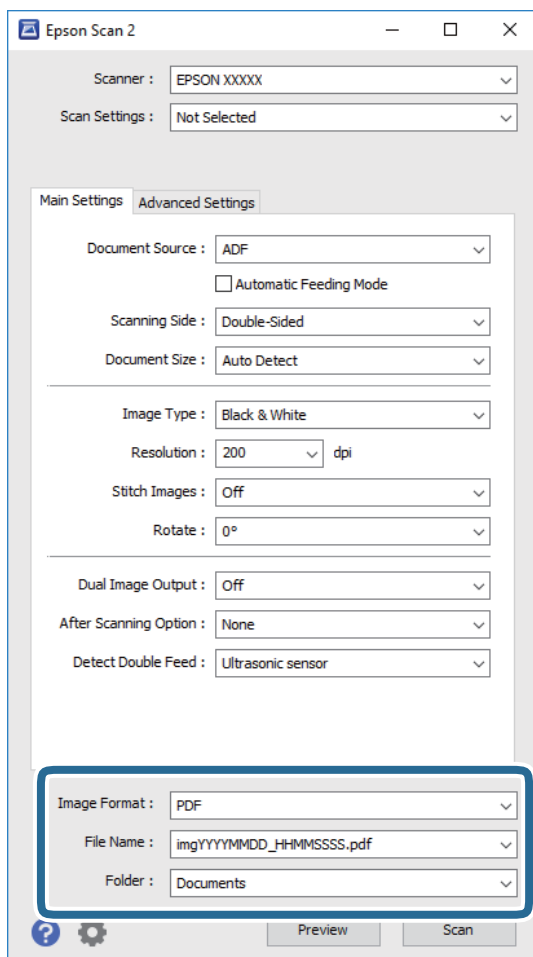 Epson Scan 2
Scanner : EPSON XXXXX
Scan Settings : Not Selected
Main Settings Advanced Settings
Document Source : ADF
Automatic Feeding Mode
Scanning Side : Double-Sided
Document Size : Auto Detect
Image Type : Black & White
Resolution : 200 dpi
Stitch Images : Off
Rotate : 0°
Dual Image Output : Off
After Scanning Option : None
Detect Double Feed : Ultrasonic sensor
Image Format : PDF
File Name : imgYYYYMMDD_HHMMSSSS.pdf
Folder : Documents
? Preview Scan